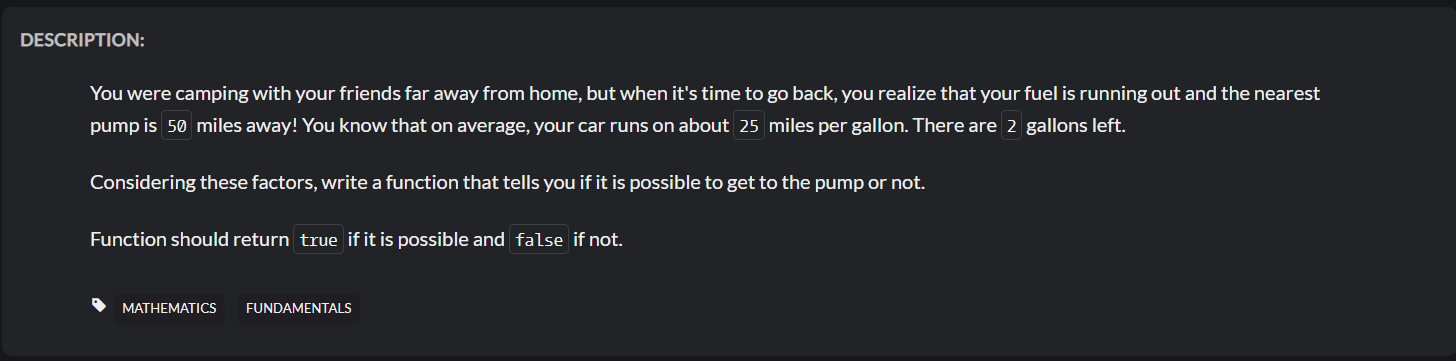 DESCRIPTION:
You were camping with your friends far away from home, but when it's time to go back, you realize that your fuel is running out and the nearest
pump is 50 miles away! You know that on average, your car runs on about 25 miles per gallon. There are 2 gallons left.
Considering these factors, write a function that tells you if it is possible to get to the pump or not.
Function should return true if it is possible and false if not.
MATHEMATICS FUNDAMENTALS